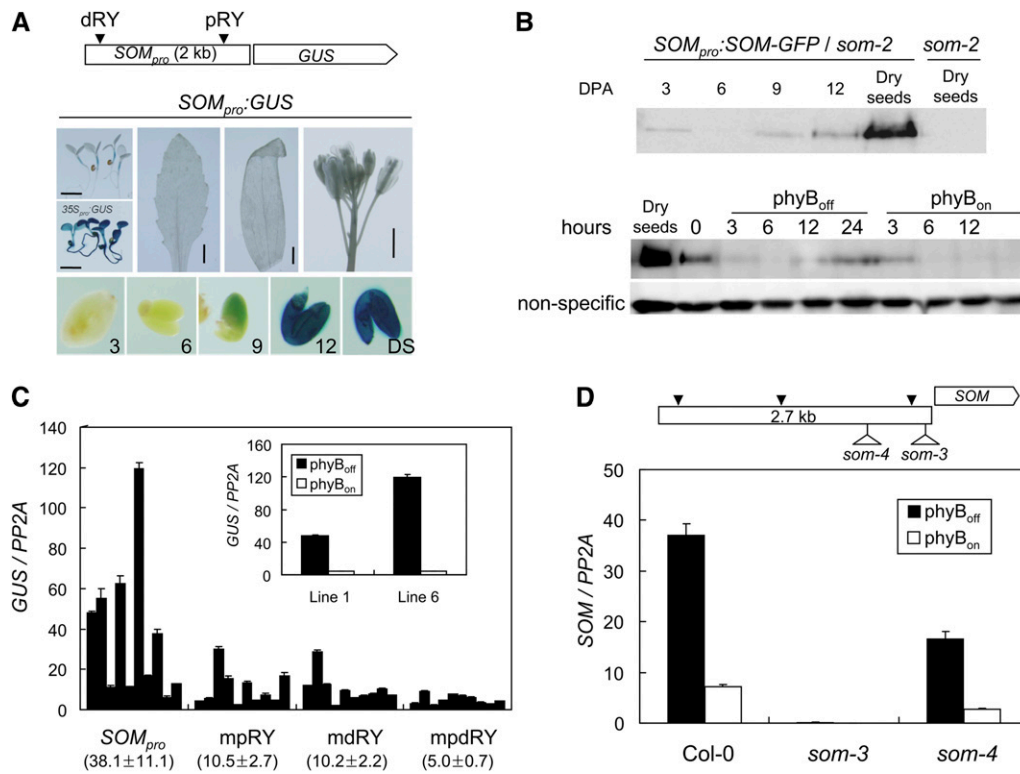 A
dRY pRY
SOMpro (2 kb) GUS
SOMpro:GUS
35Spro:GUS
3 6 9 12 DS
B
SOMpro:SOM-GFP / som-2 som-2
DPA 3 6 9 12 Dry seeds Dry seeds
phyBoff phyBon
hours Dry seeds 0 3 6 12 24 3 6 12
non-specific
C
GUS / PP2A
140
120
100
80
60
40
20
0
GUS / PP2A
160
120
80
40
0
phyBoff
phyBon
Line 1 Line 6
SOMpro mpRY mdRY mpdRY
(38.1±11.1) (10.5±2.7) (10.2±2.2) (5.0±0.7)
D
SOM
2.7 kb
som-4 som-3
SOM / PP2A
50
40
30
20
10
0
phyBoff
phyBon
Col-0 som-3 som-4